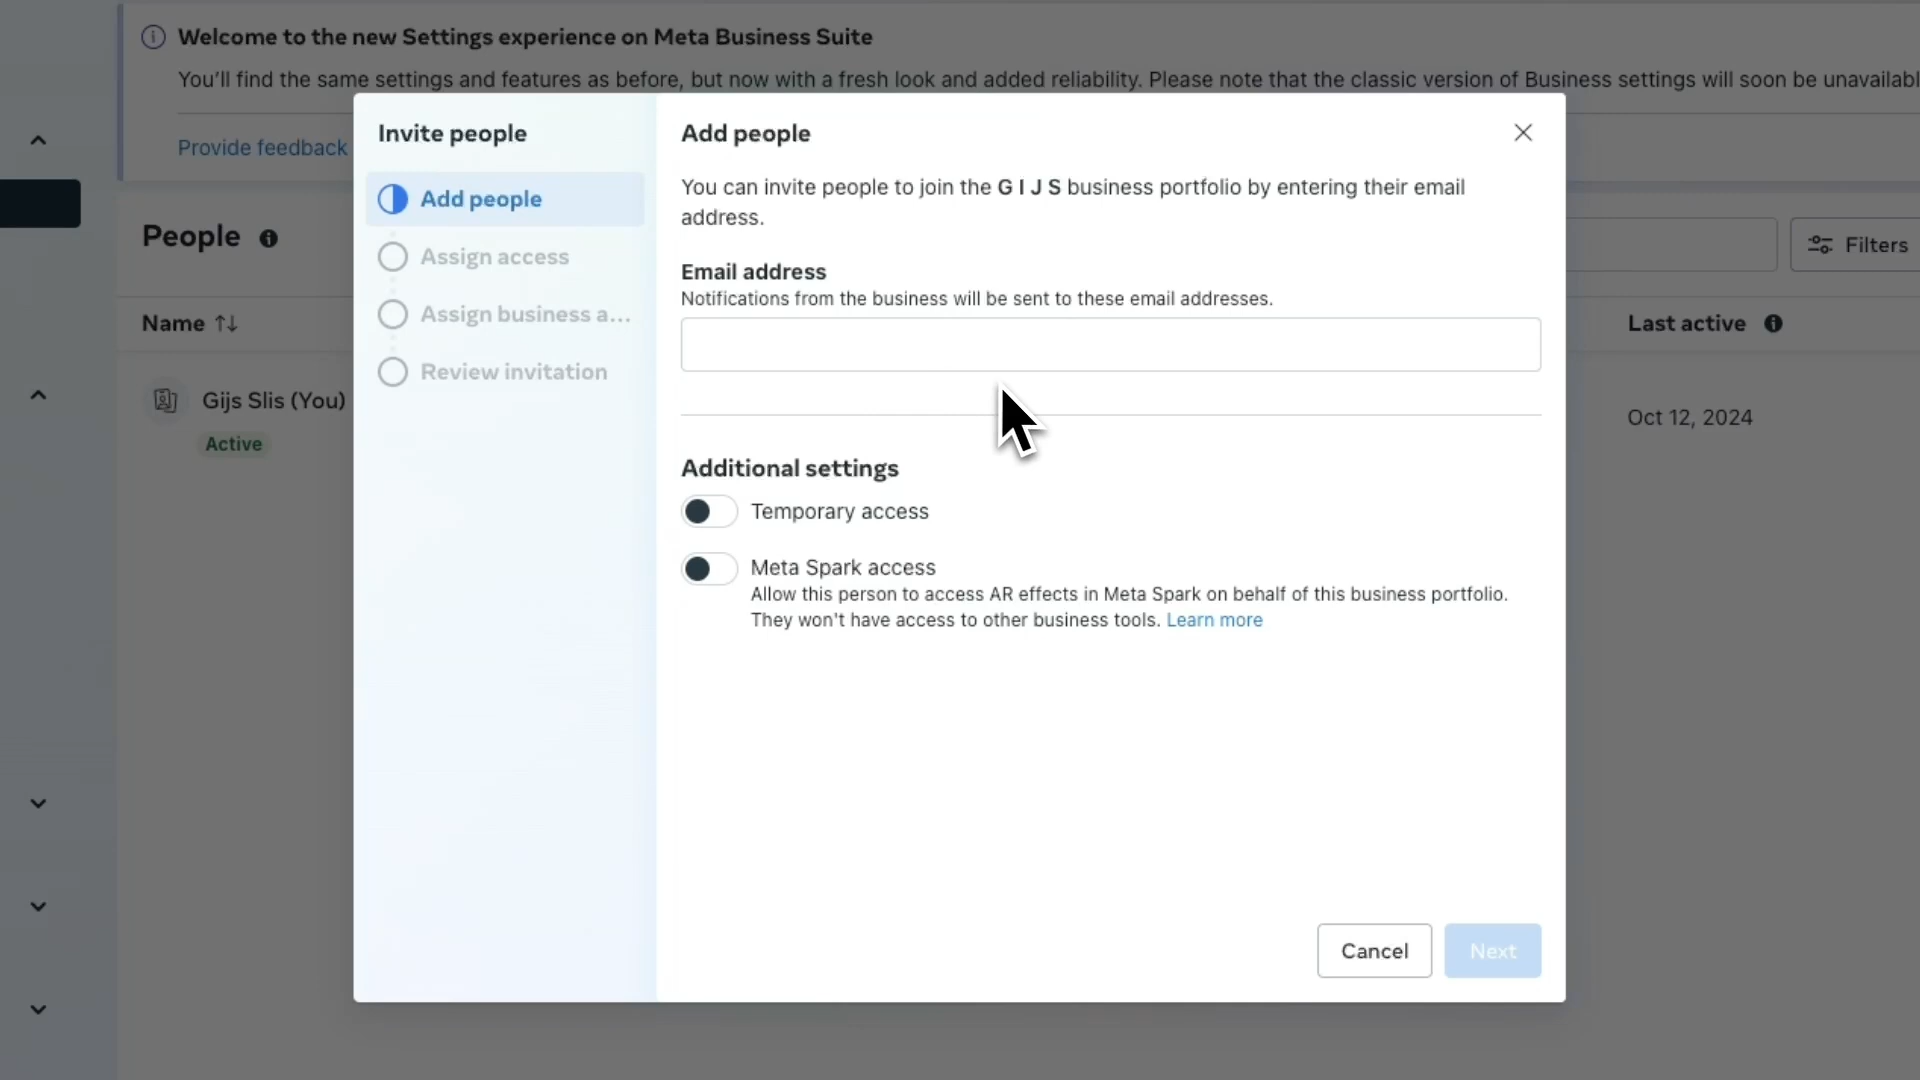 Welcome to the new Settings experience on Meta Business Suite
You'll find the same settings and features as before, but now with a fresh look and added reliability. Please note that the classic version of Business settings will soon be
Provide feedback
People
Filters
Name
Last active
Gijs Slis (You)
Active
Oct 12, 2024
Invite people
Add people
Assign access
Assign business a...
Review invitation
Add people
You can invite people to join the G I J S business portfolio by entering their email
address.
Email address
Notifications from the business will be sent to these email addresses.
Additional settings
Temporary access
Meta Spark access
Allow this person to access AR effects in Meta Spark on behalf of this business portfolio.
They won't have access to other business tools. Learn more
Cancel
Next